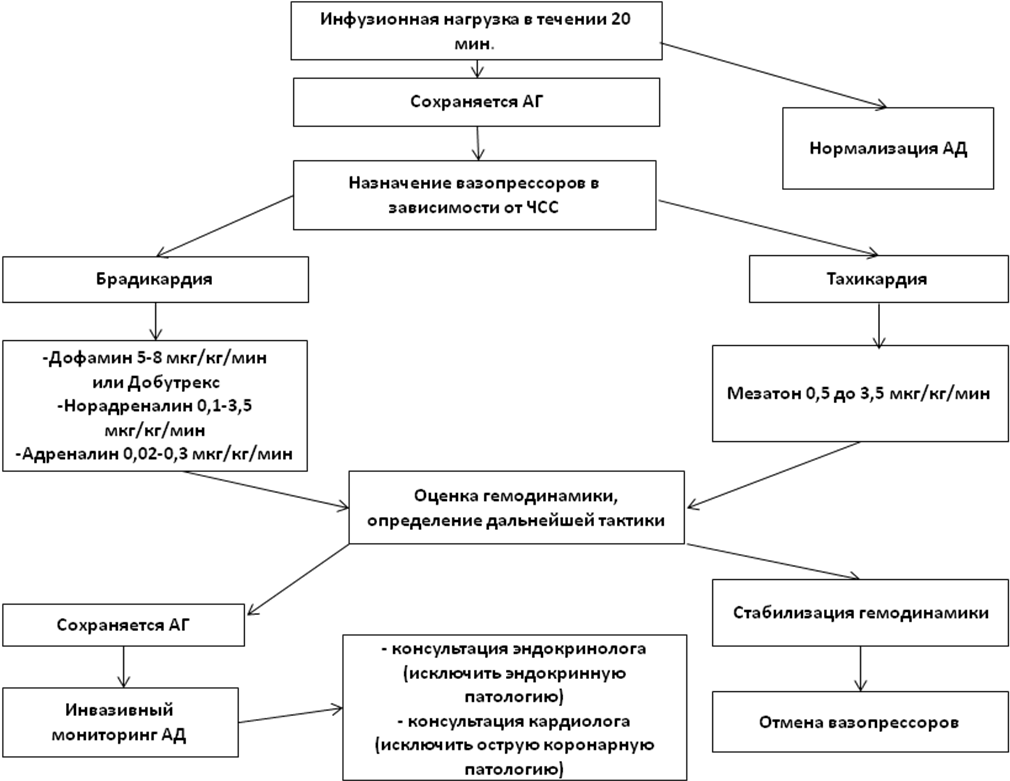 Инфузионная нагрузка в течении 20
мин.
Сохраняется АГ
Нормализация АД
Назначение вазопрессоров в
зависимости от ЧСС
Брадикардия
Тахикардия
-Дофамин 5-8 мкг/кг/мин
или Добутрекс
-Норадреналин 0,1-3,5
мкг/кг/мин
-Адреналин 0,02-0,3 мкг/кг/мин
Мезатон 0,5 до 3,5 мкг/кг/мин
Оценка гемодинамики,
определение дальнейшей тактики
Сохраняется АГ
Стабилизация гемодинамики
Инвазивный
мониторинг АД
- консультация эндокринолога
(исключить эндокринную
патологию)
- консультация кардиолога
(исключить острую коронарную
патологию)
Отмена вазопрессоров